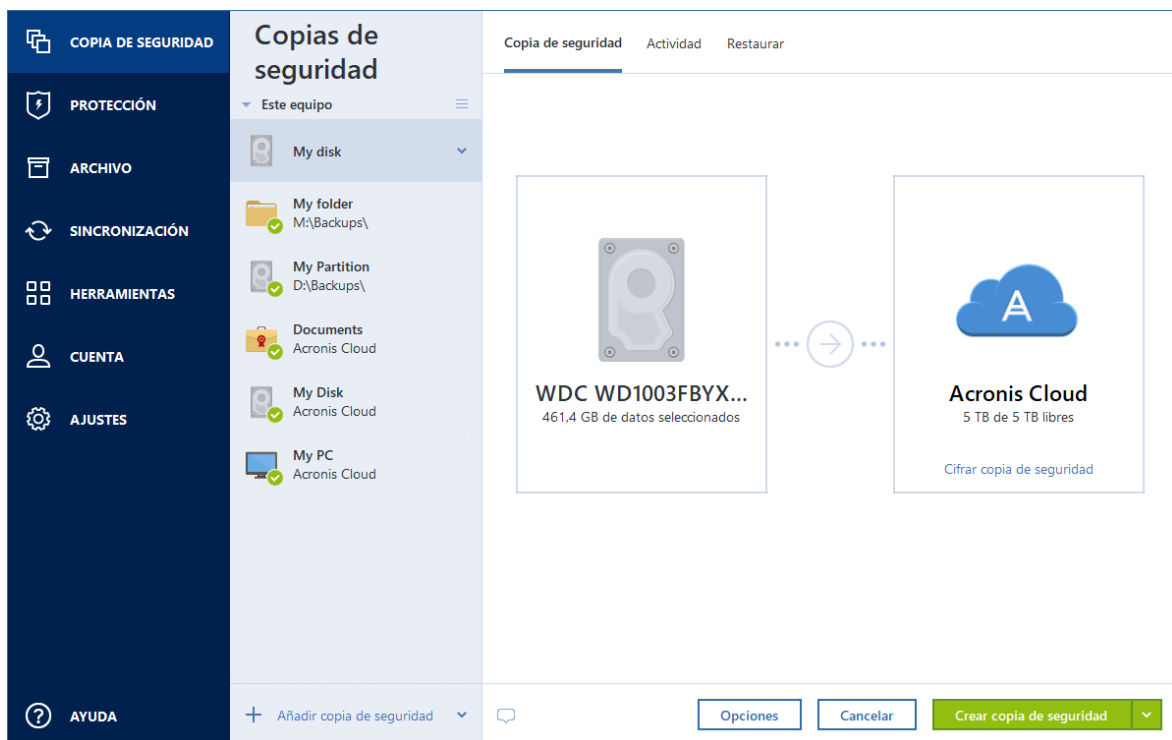 COPIA DE SEGURIDAD
PROTECCIÓN
ARCHIVO
SINCRONIZACIÓN
HERRAMIENTAS
CUENTA
AJUSTES
AYUDA
Copias de
seguridad
Este equipo
My disk
My folder
M:\Backups\
My Partition
D:\Backups\
Documents
Acronis Cloud
My Disk
Acronis Cloud
My PC
Acronis Cloud
Añadir copia de seguridad
Copia de seguridad Actividad Restaurar
WDC WD1003FBYX...
461,4 GB de datos seleccionados
A
Acronis Cloud
5 TB de 5 TB libres
Cifrar copia de seguridad
Opciones Cancelar Crear copia de seguridad